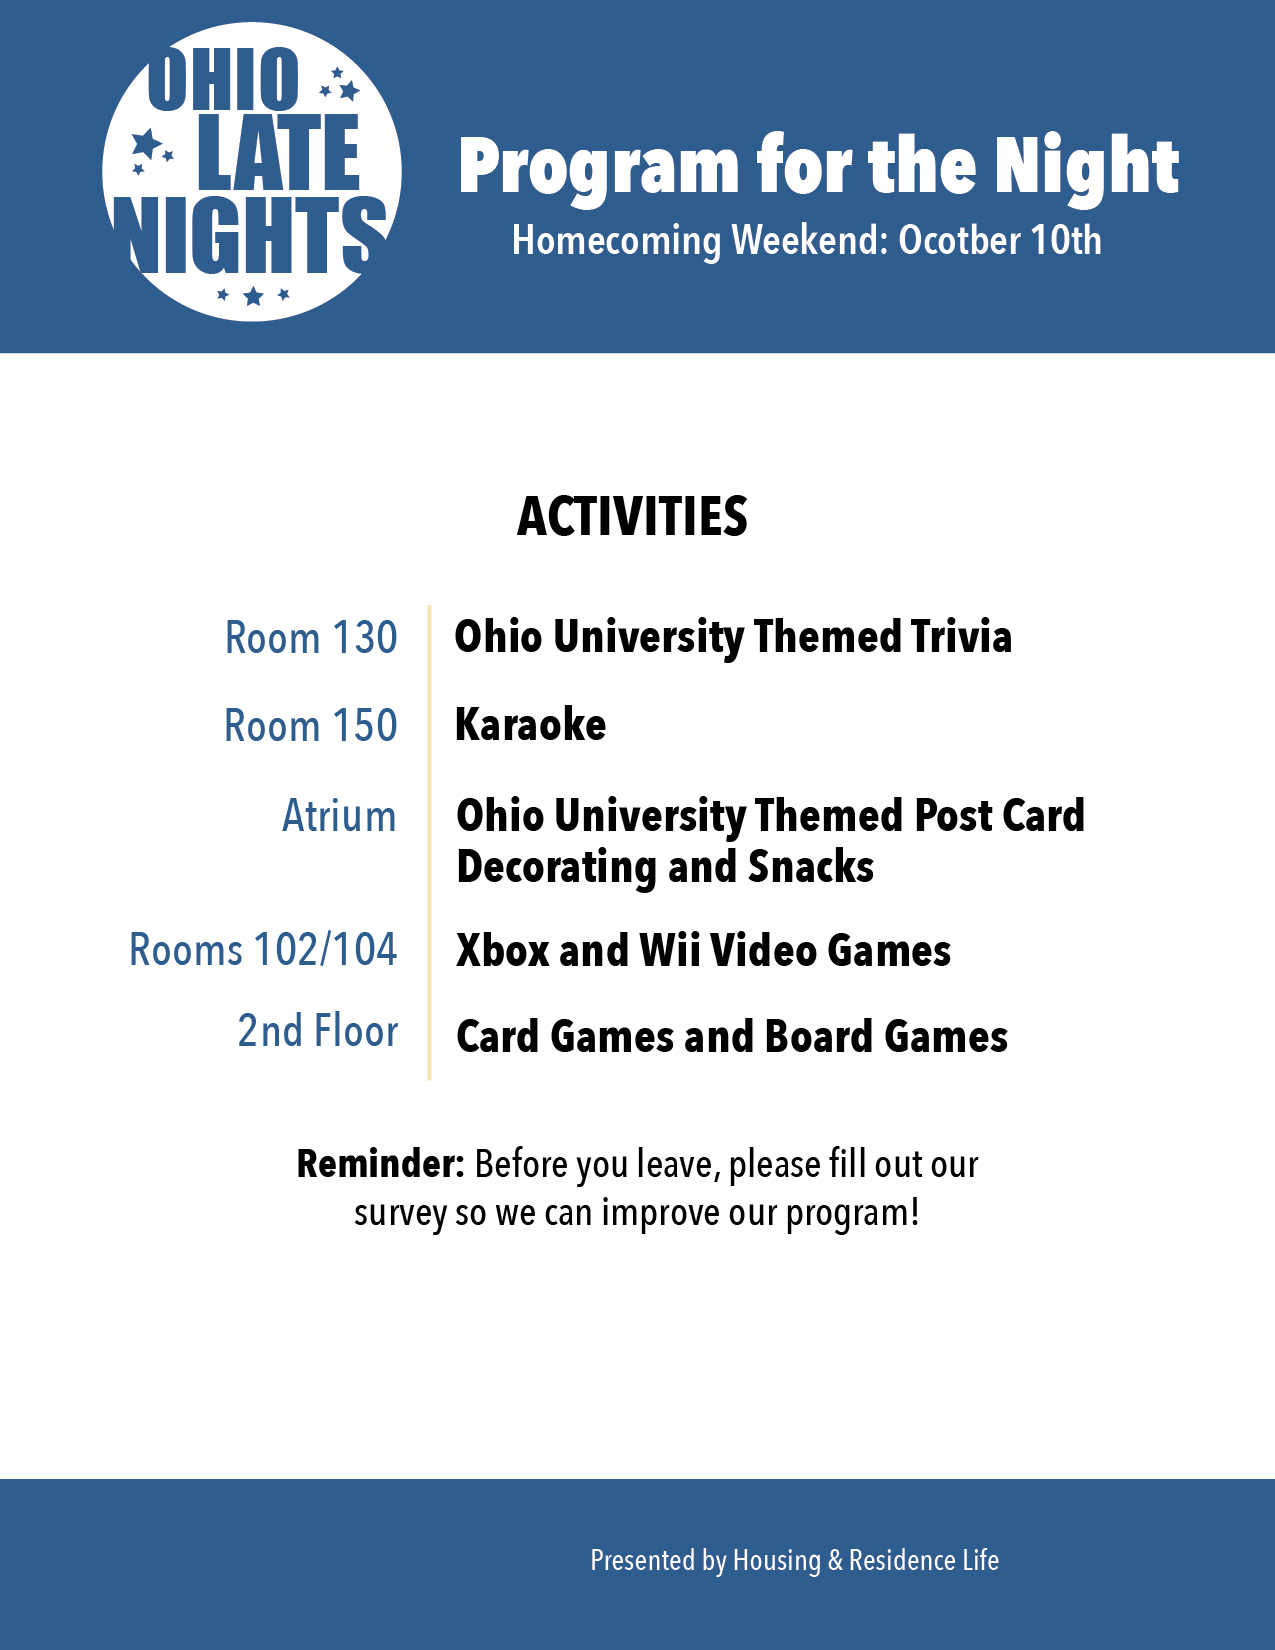 OHIO
LATE
NIGHTS
Program for the Night
Homecoming Weekend: Ocotber 10th
ACTIVITIES
Room 130 Ohio University Themed Trivia
Room 150 Karaoke
Atrium Ohio University Themed Post Card
Decorating and Snacks
Rooms 102/104 Xbox and Wii Video Games
2nd Floor Card Games and Board Games
Reminder: Before you leave, please fill out our
survey so we can improve our program!
Presented by Housing & Residence Life